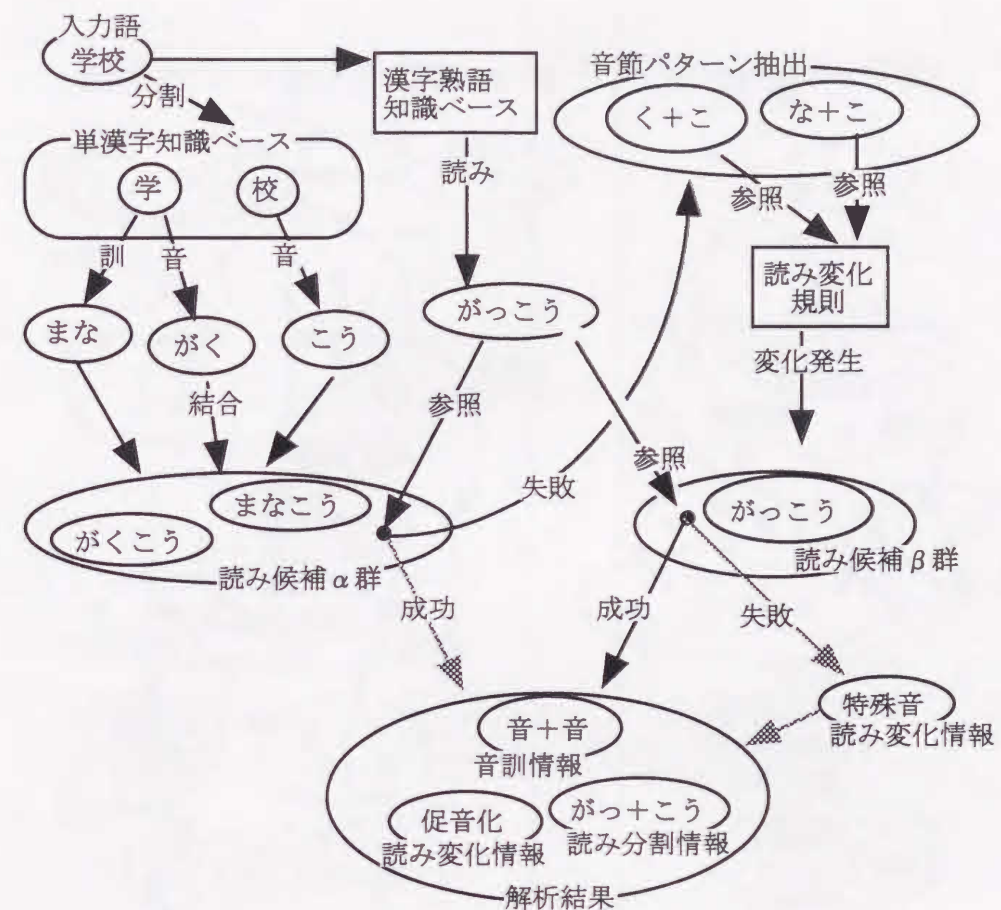 入力語
学校
分割
漢字熟語
知識ベース
音節パターン抽出
く+こ
な+こ
単漢字知識ベース
学
校
読み
参照
参照
訓
音
音
読み変化
規則
まな
がく
こう
がっこう
変化発生
結合
参照
参照
失敗
まなこう
がくこう
読み候補α群
がっこう
読み候補β群
成功
成功
失敗
特殊音
読み変化情報
音+音
音訓情報
促音化
読み変化情報
がっ+こう
読み分割情報
解析結果